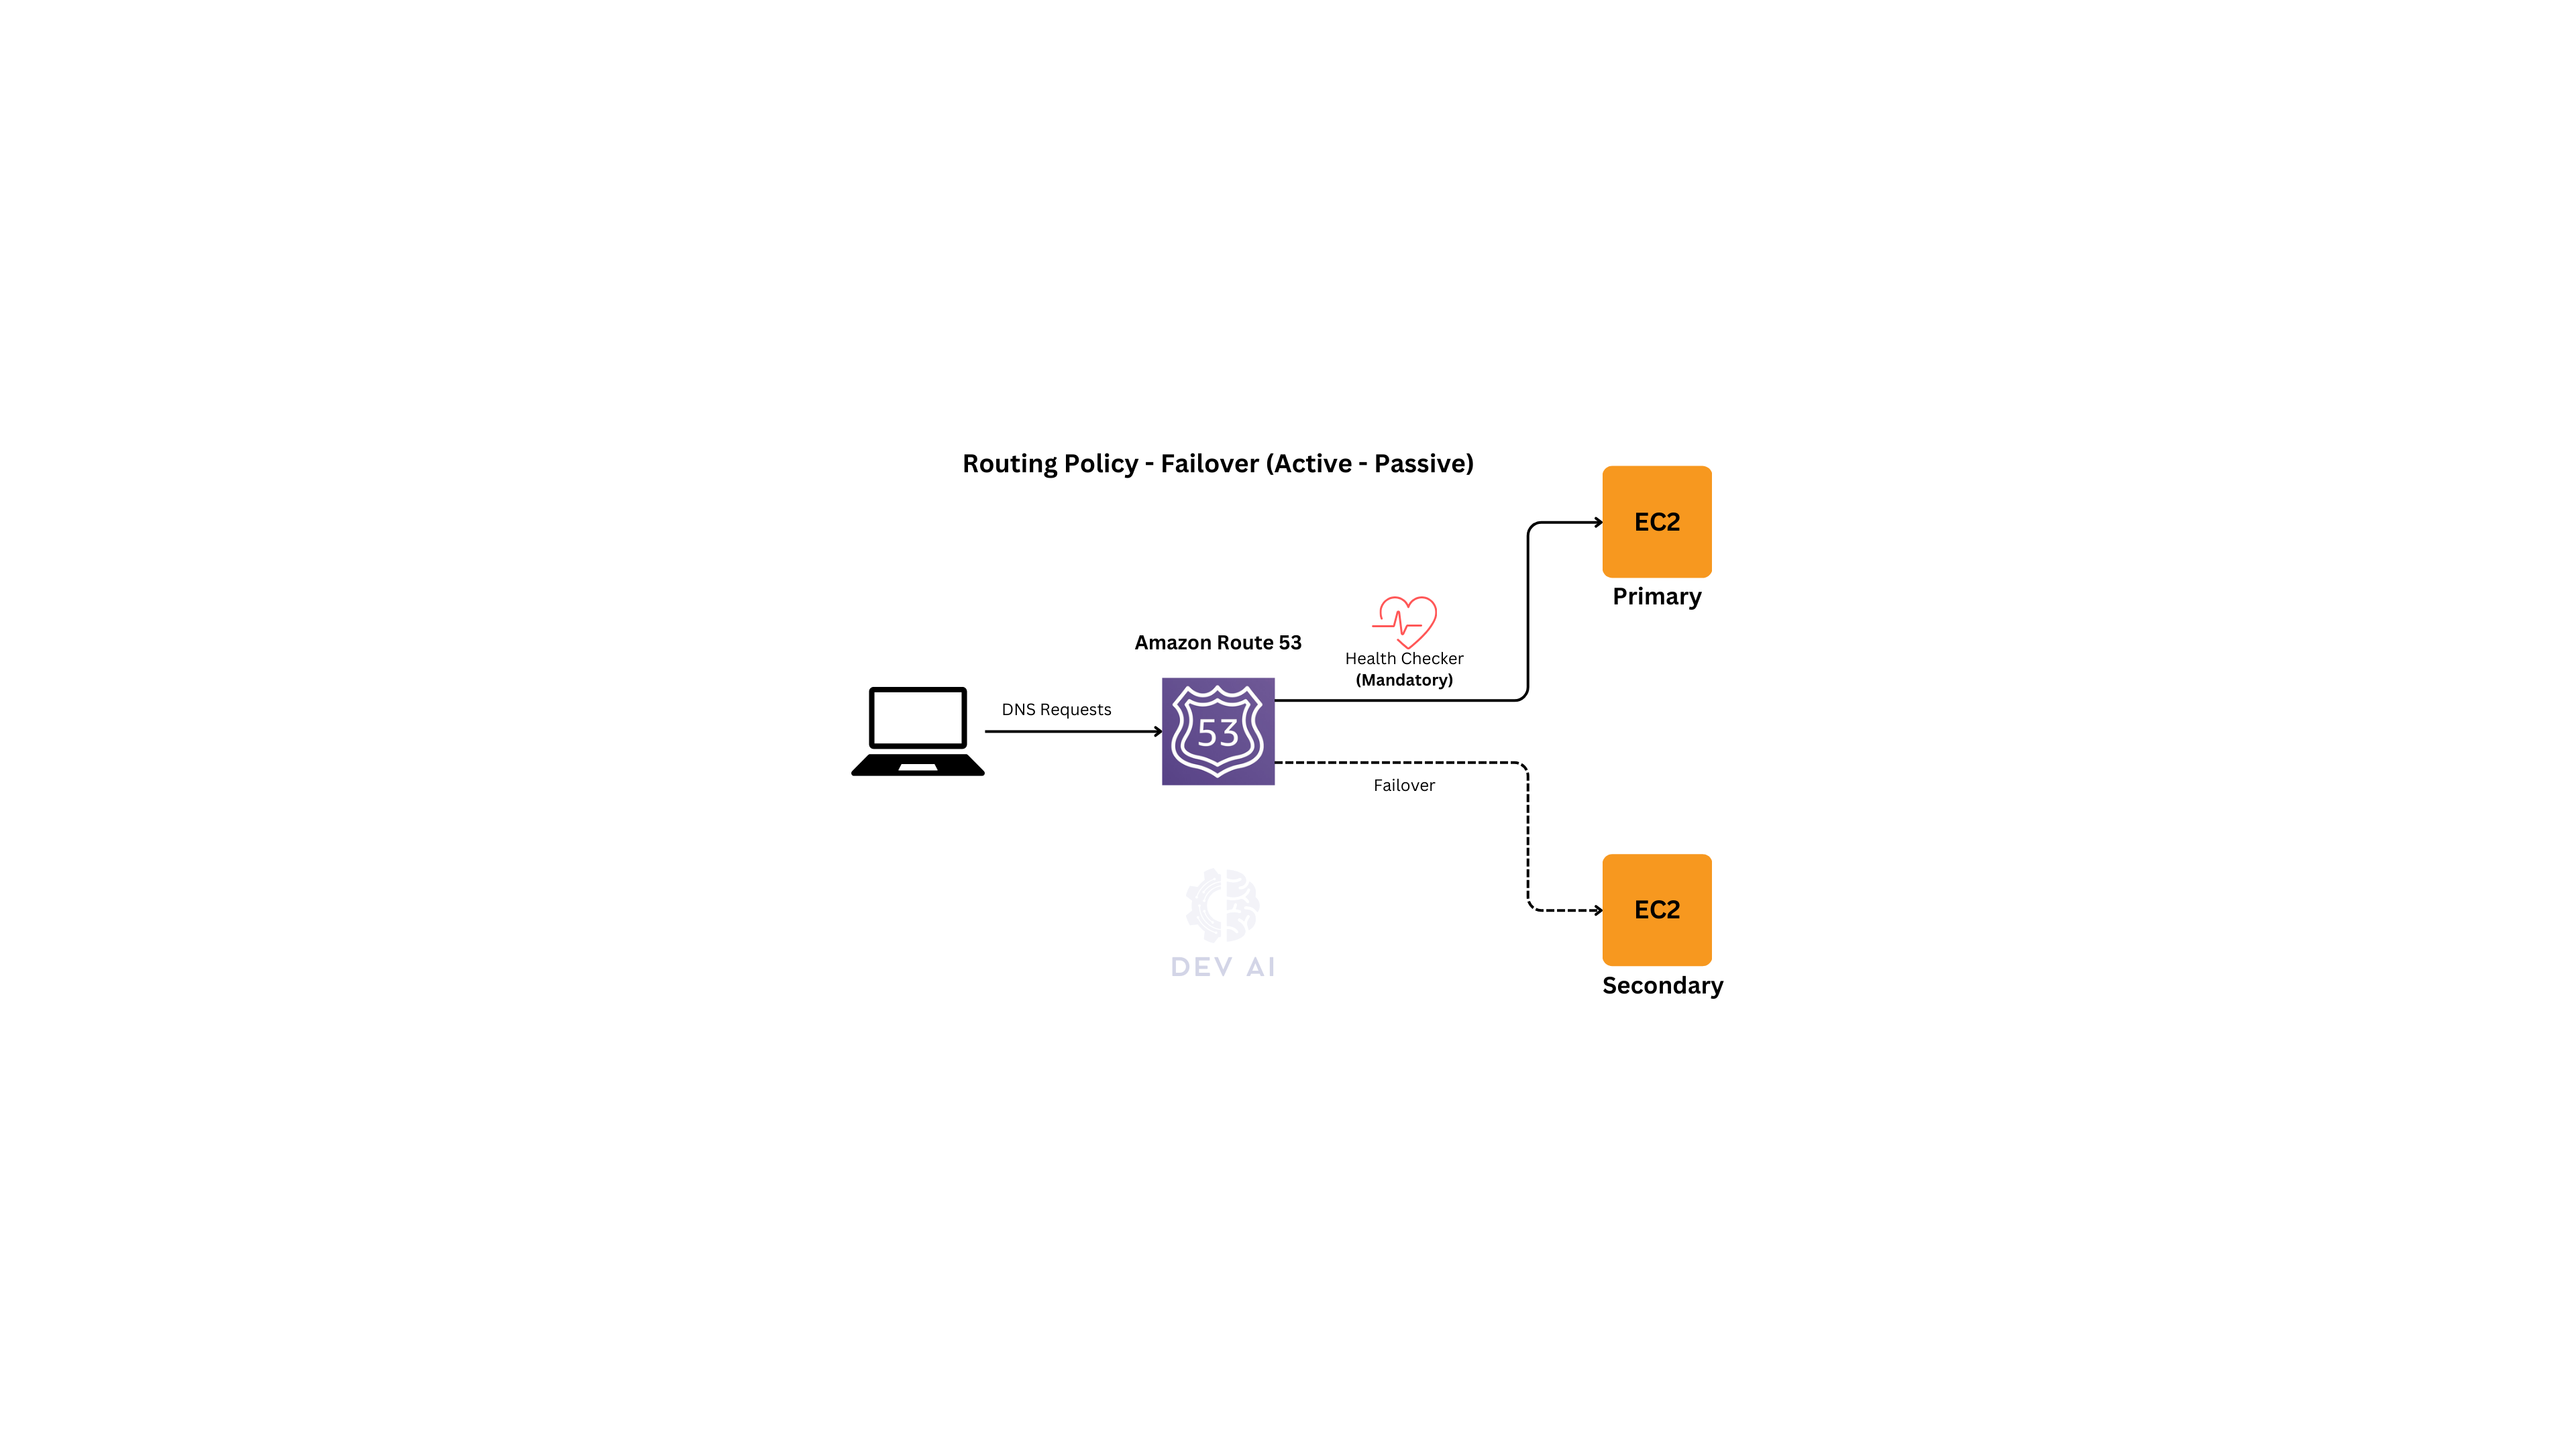 Routing Policy - Failover (Active - Passive)
EC2
Primary
Amazon Route 53
Health Checker
(Mandatory)
DNS Requests
53
Failover
EC2
Secondary
DEV AI